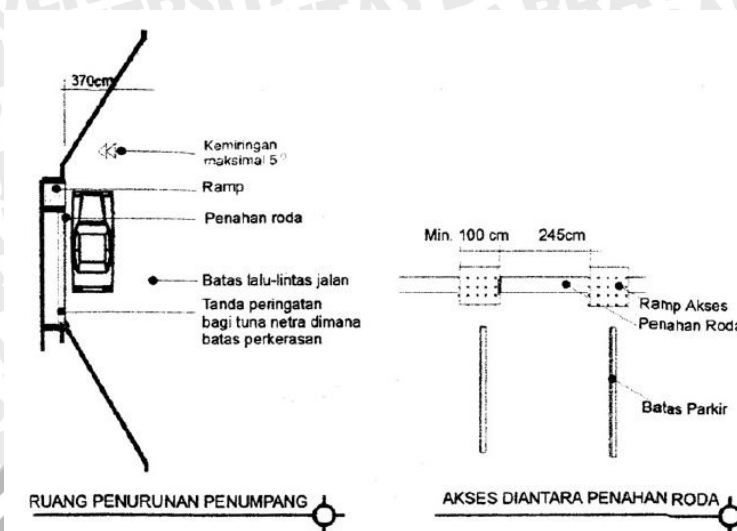 370cm
Kemiringan
maksimal 5°
Ramp
Penahan roda
Batas lalu-lintas jalan
Tanda peringatan
bagi tuna netra dimana
batas perkerasan
RUANG PENURUNAN PENUMPANG
Min. 100 cm
245cm
Ramp Akses
Penahan Roda
Batas Parkir
AKSES DIANTARA PENAHAN RODA